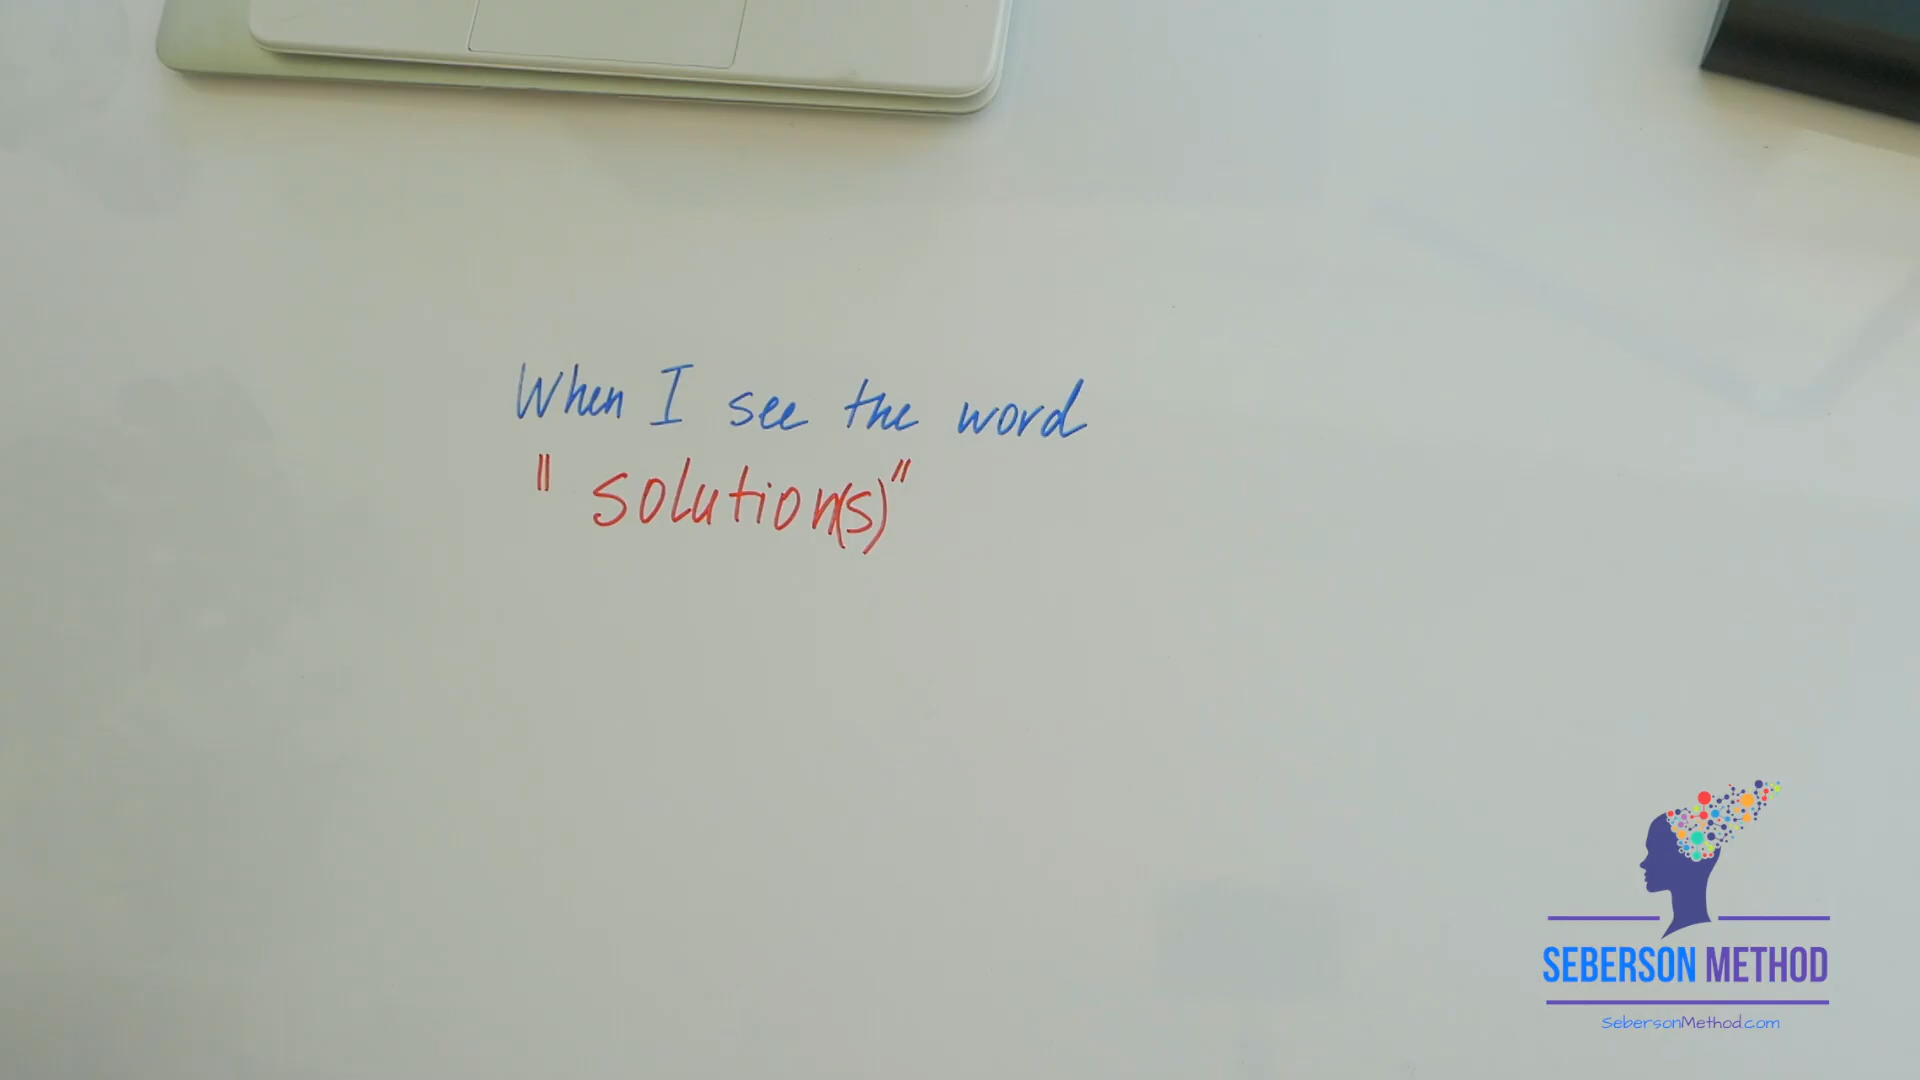 When I see the word
"solution(s)"
SEBERSON METHOD
SebersonMethod.com